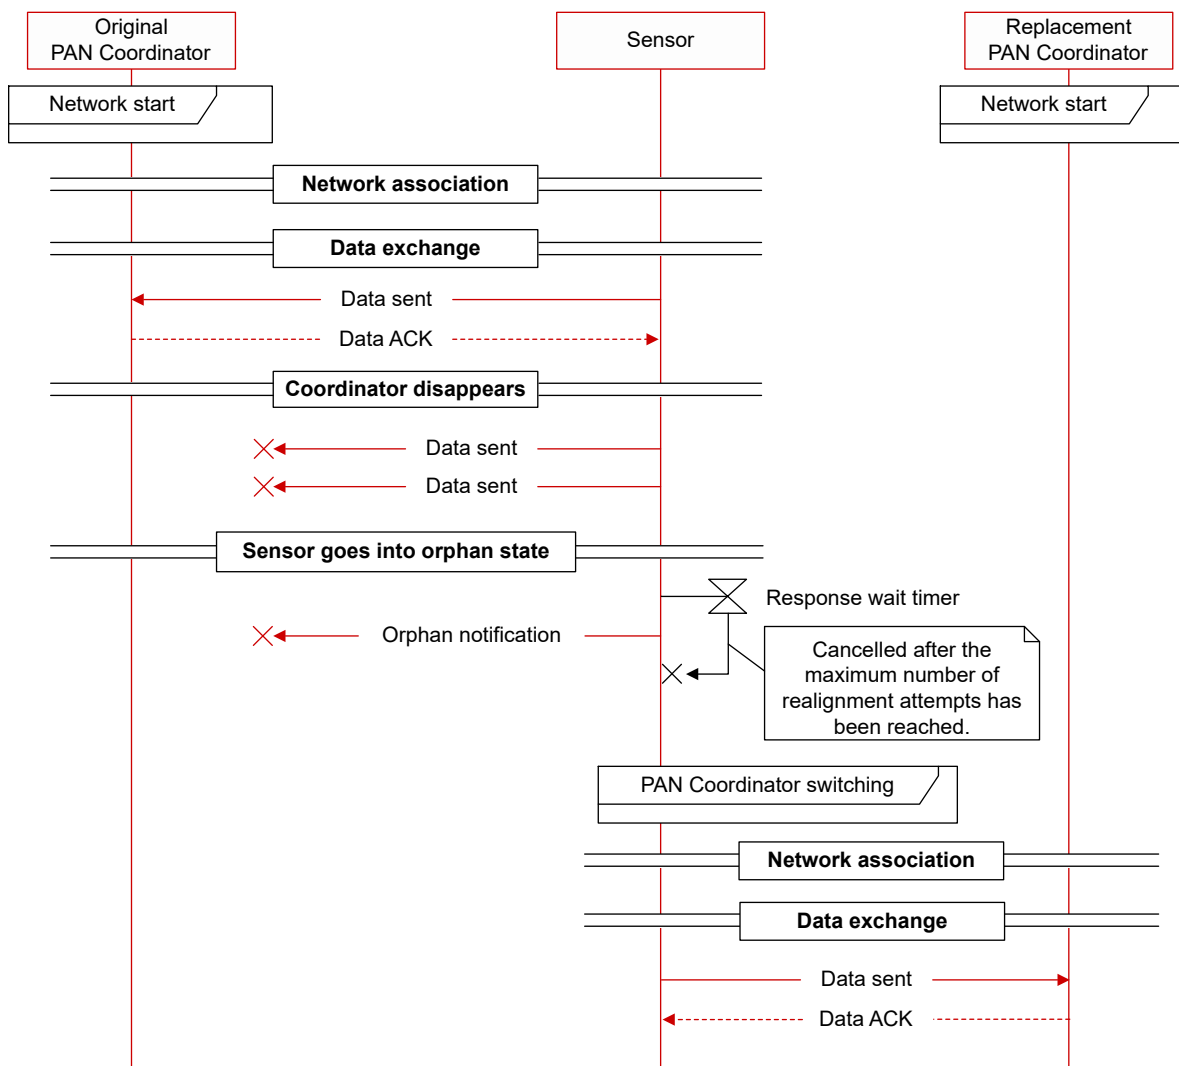 Original
PAN Coordinator
Sensor
Replacement
PAN Coordinator
Network start
Network start
Network association
Data exchange
Data sent
Data ACK
Coordinator disappears
Data sent
Data sent
Sensor goes into orphan state
Response wait timer
Orphan notification
Cancelled after the
maximum number of
realignment attempts has
been reached.
PAN Coordinator switching
Network association
Data exchange
Data sent
Data ACK